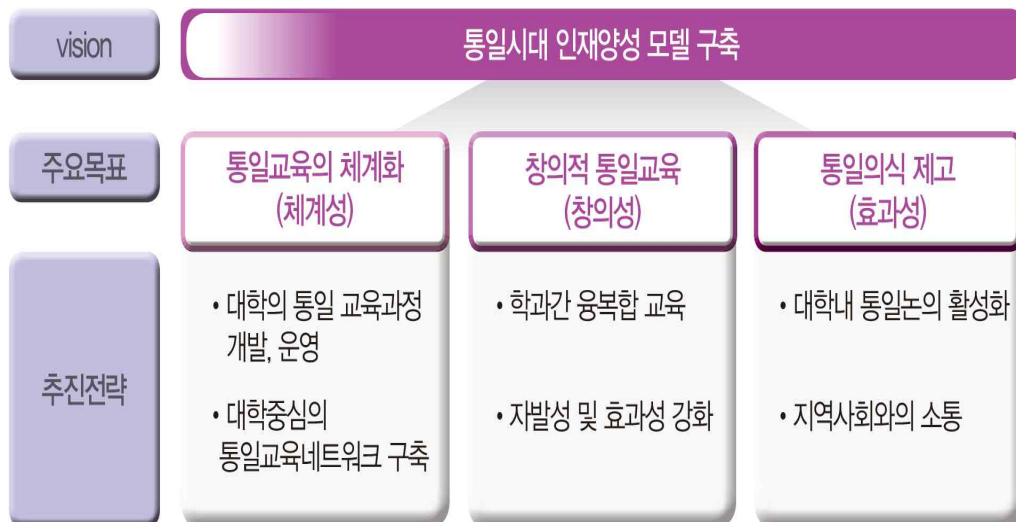 vision
통일시대 인재양성 모델 구축
주요목표
통일교육의 체계화
(체계성)
창의적 통일교육
(창의성)
통일의식 제고
(효과성)
추진전략
• 대학의 통일 교육과정
개발, 운영
• 대학중심의
통일교육네트워크 구축
• 학과간 융복합 교육
• 자발성 및 효과성 강화
• 대학내 통일논의 활성화
• 지역사회와의 소통